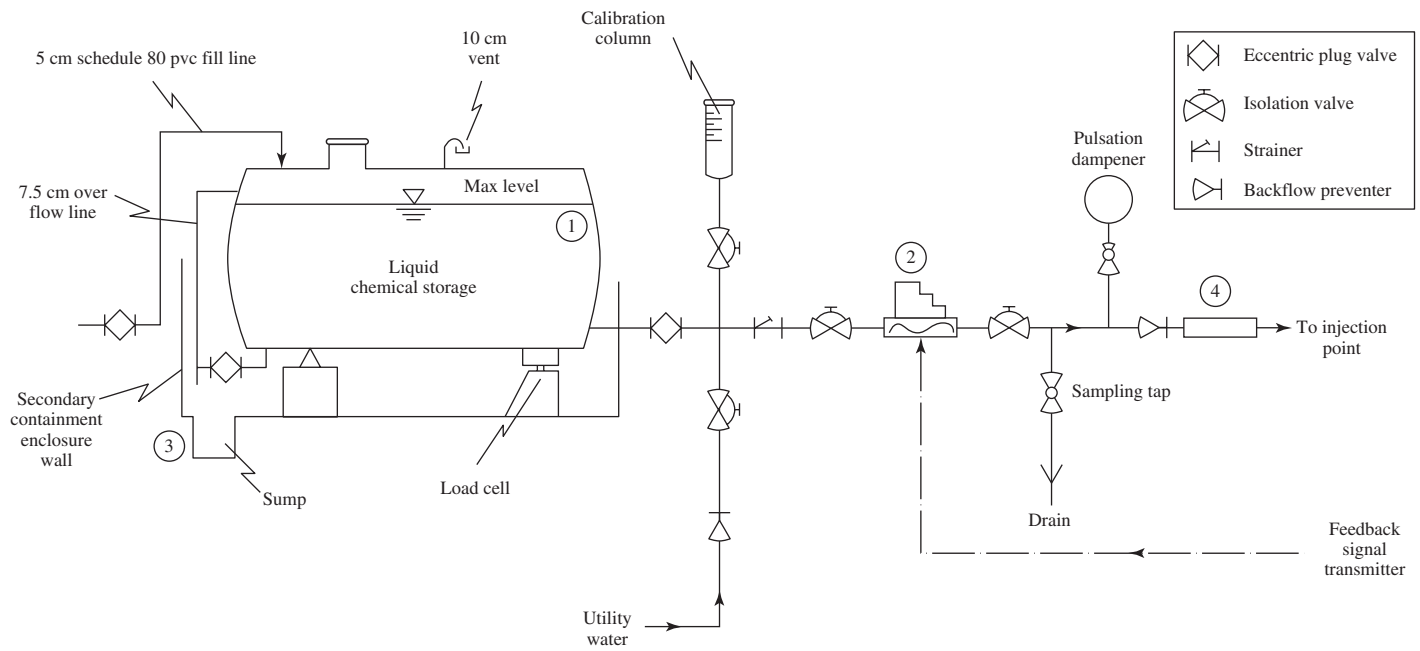 Calibration
column
10 cm
vent
5 cm schedule 80 pvc fill line
Eccentric plug valve
Isolation valve
Strainer
Backflow preventer
Pulsation
dampener
7.5 cm over
flow line
Max level
1
Liquid
chemical storage
2
4
To injection
point
Secondary
containment
enclosure
wall
3
Sump
Load cell
Sampling tap
Drain
Feedback
signal
transmitter
Utility
water